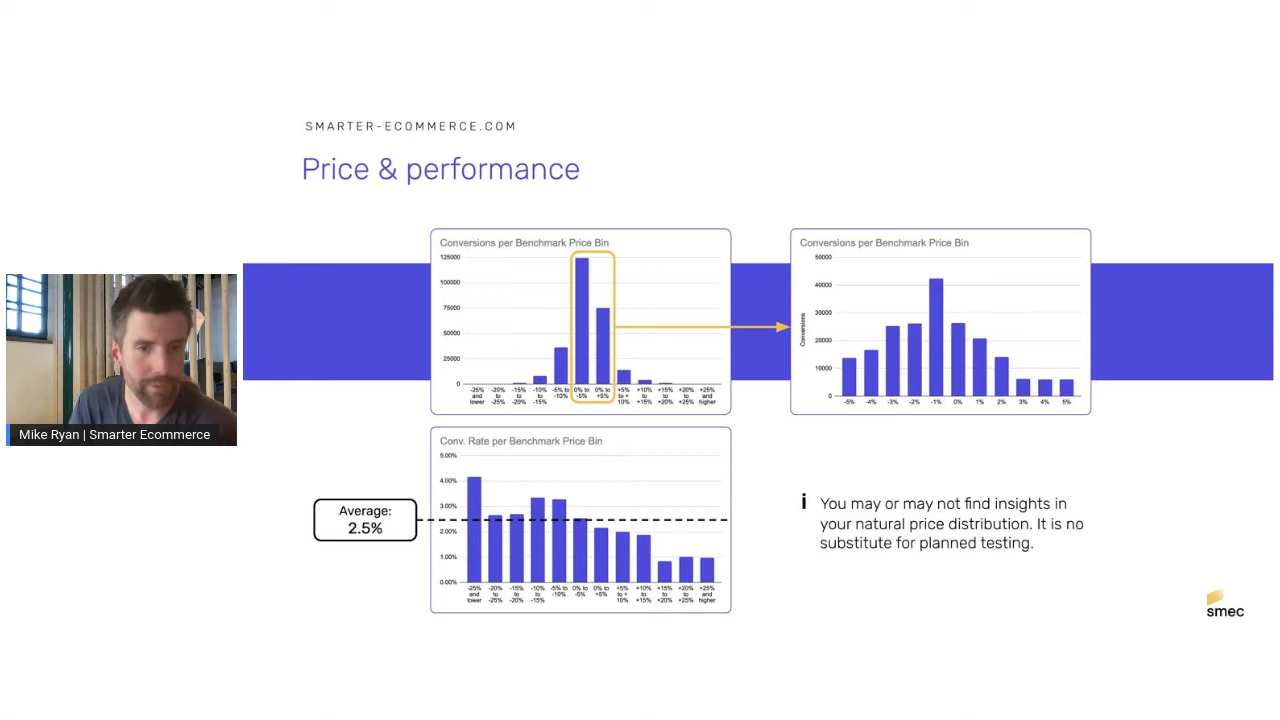 SMARTER-ECOMMERCE.COM
Price & performance
Conversions per Benchmark Price Bin
125000
100000
75000
50000
25000
0
-25% and lower
-20% to -25%
-15% to -20%
-10% to -15%
-5% to -10%
0% to -5%
0% to +5%
+5% to + 10%
+10% to +15%
+15% to +20%
+20% to +25%
+25% and higher
Conversions per Benchmark Price Bin
Conversions
50000
40000
30000
20000
10000
0
-5%
-4%
-3%
-2%
-1%
0%
1%
2%
3%
4%
5%
Mike Ryan | Smarter Ecommerce
Conv. Rate per Benchmark Price Bin
5.00%
4.00%
3.00%
2.00%
1.00%
0.00%
-25% and lower
-20% to -25%
-15% to -20%
-10% to -15%
-5% to -10%
0% to -5%
0% to +5%
+5% to + 10%
+10% to +15%
+15% to +20%
+20% to +25%
+25% and higher
Average:
2.5%
i
You may or may not find insights in
your natural price distribution. It is no
substitute for planned testing.
smec